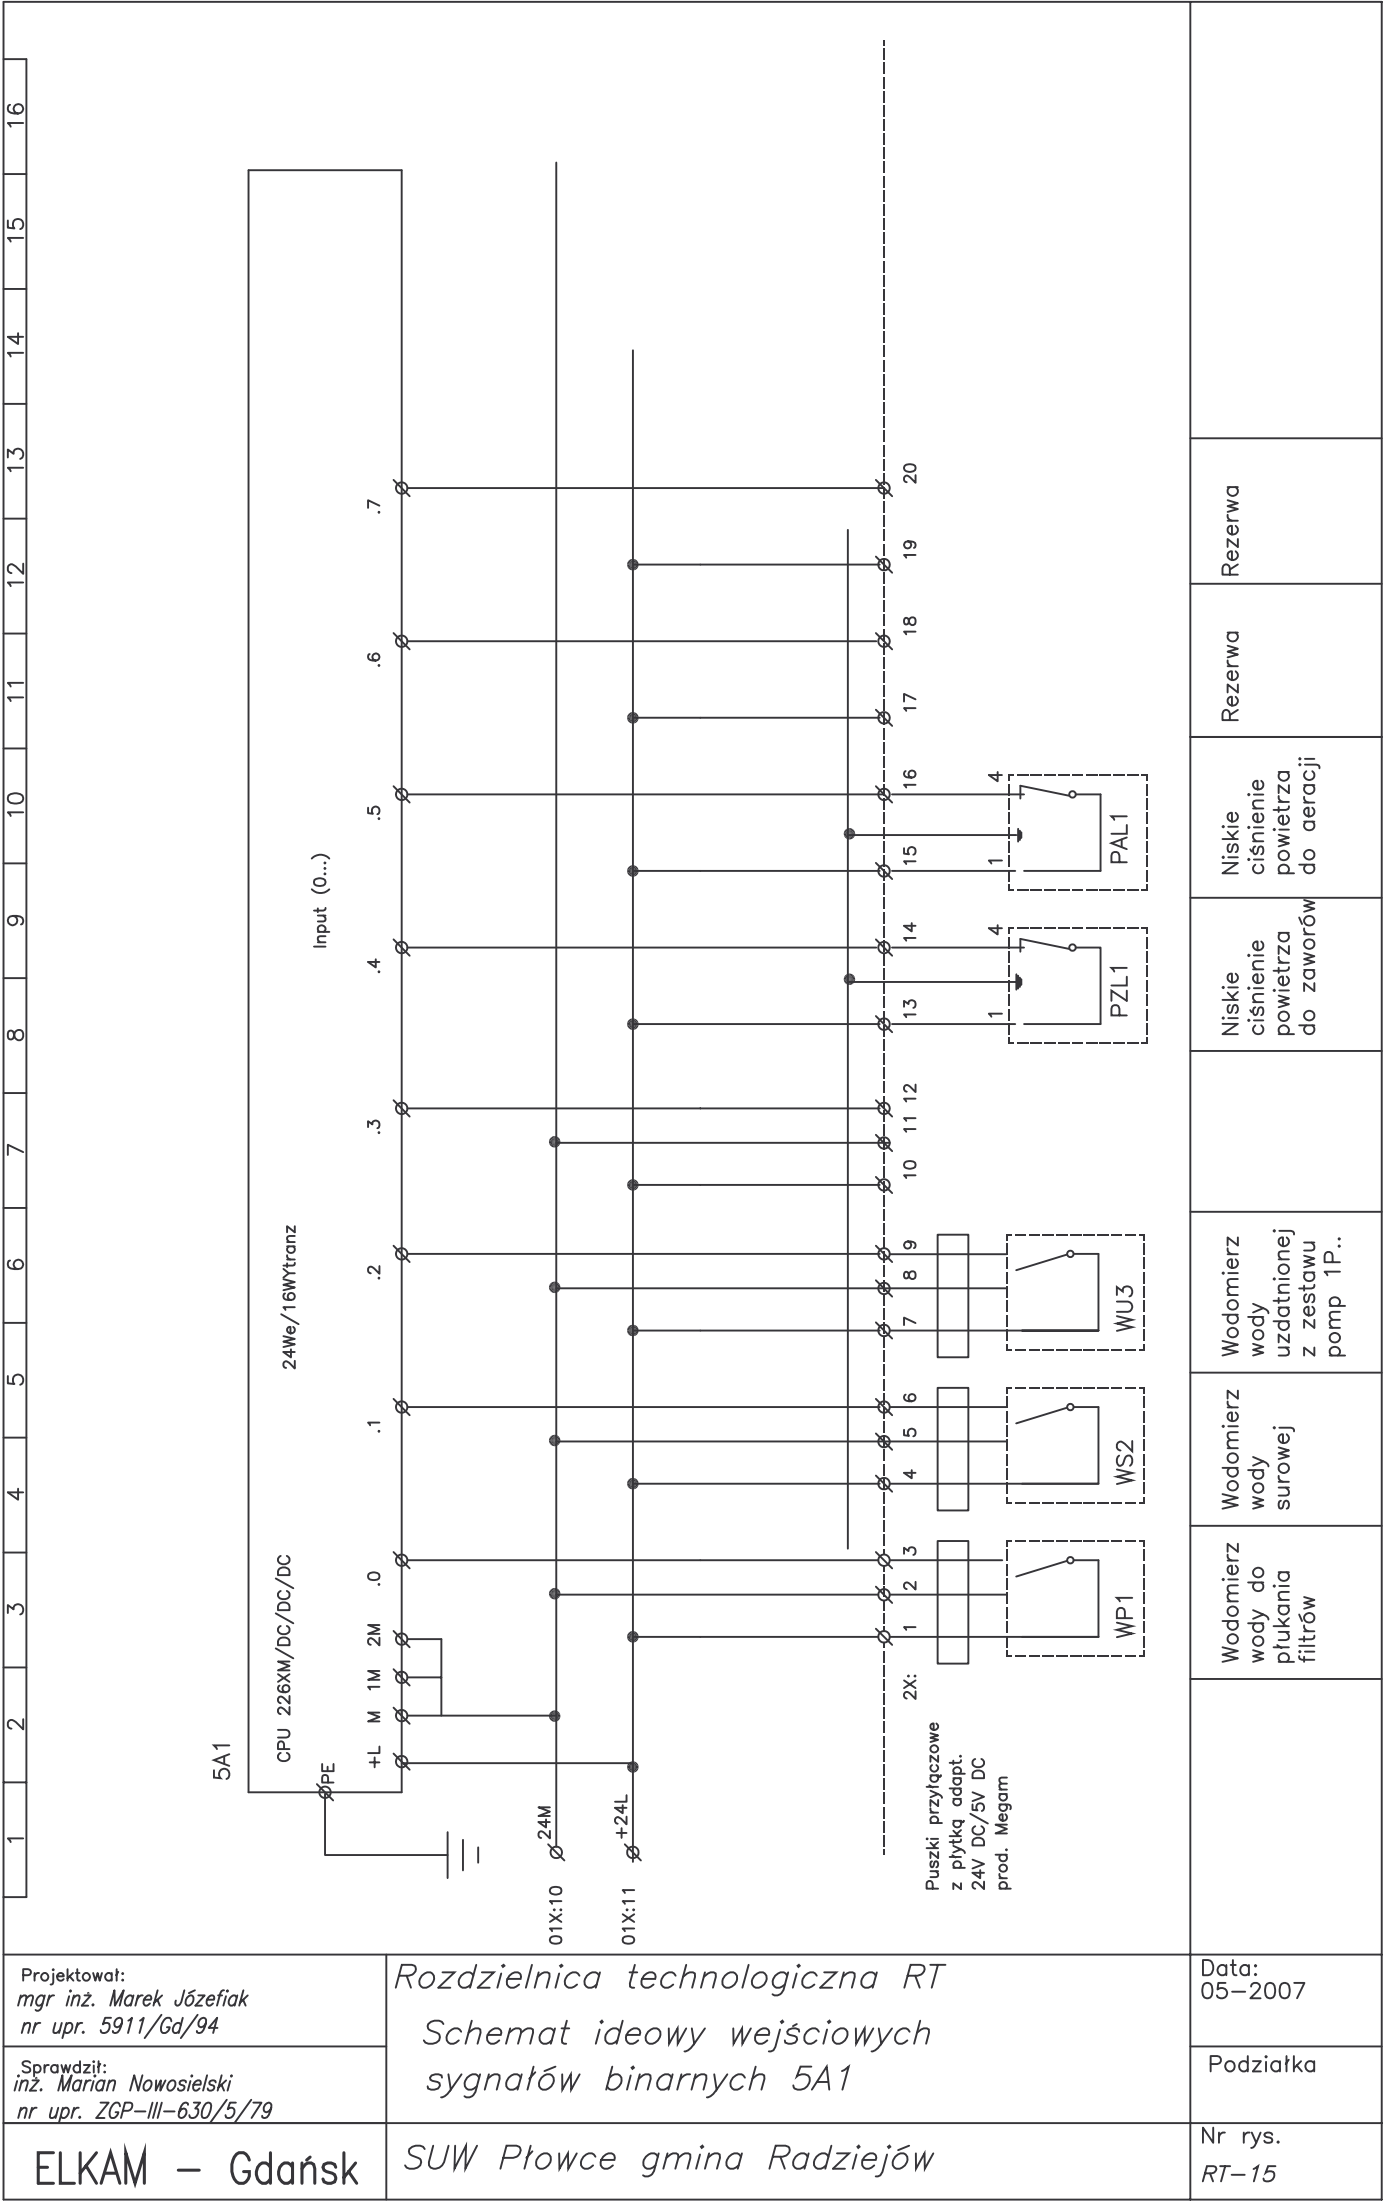 1
2
3
4
5
6
7
8
9
10
11
12
13
14
15
16
5A1
CPU 226XM/DC/DC/DC
24We/16WYtranz
Input (0...)
PE
+L
M
1M
2M
.0
.1
.2
.3
.4
.5
.6
.7
01X:10
24M
01X:11
+24L
2X:
1
2
3
4
5
6
7
8
9
10
11
12
13
14
15
16
17
18
19
20
Puszki przyłączowe
z płytką adapt.
24V DC/5V DC
prod. Megam
WP1
WS2
WU3
1
4
PZL1
1
4
PAL1
Wodomierz
wody do
płukania
filtrów
Wodomierz
wody
surowej
Wodomierz
wody
uzdatnionej
z zestawu
pomp 1P..
Niskie
ciśnienie
powietrza
do zaworów
Niskie
ciśnienie
powietrza
do aeracji
Rezerwa
Rezerwa
Projektował:
mgr inż. Marek Józefiak
nr upr. 5911/Gd/94
Sprawdził:
inż. Marian Nowosielski
nr upr. ZGP-III-630/5/79
ELKAM – Gdańsk
Rozdzielnica technologiczna RT
Schemat ideowy wejściowych
sygnałów binarnych 5A1
SUW Płowce gmina Radziejów
Data:
05-2007
Podziałka
Nr rys.
RT-15